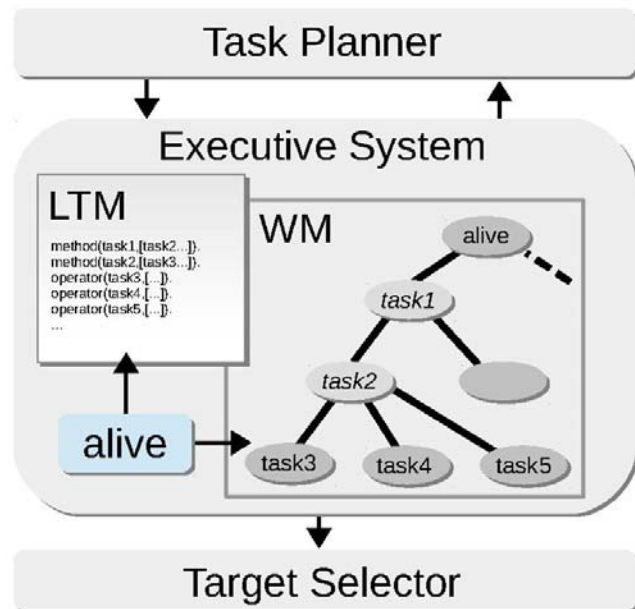 Task Planner
Executive System
LTM
method(task1,[task2...]).
method(task2,[task3...]).
operator(task3,[...]).
operator(task4,[...]).
operator(task5,[...]).
...
WM
alive
task1
task2
alive
task3
task4
task5
Target Selector